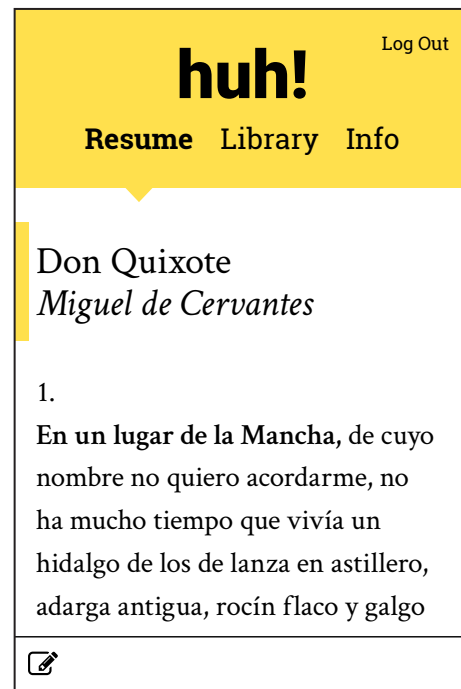 Log Out
huh!
Resume Library Info
Don Quixote
Miguel de Cervantes
1.
En un lugar de la Mancha, de cuyo
nombre no quiero acordarme, no
ha mucho tiempo que vivía un
hidalgo de los de lanza en astillero,
adarga antigua, rocín flaco y galgo